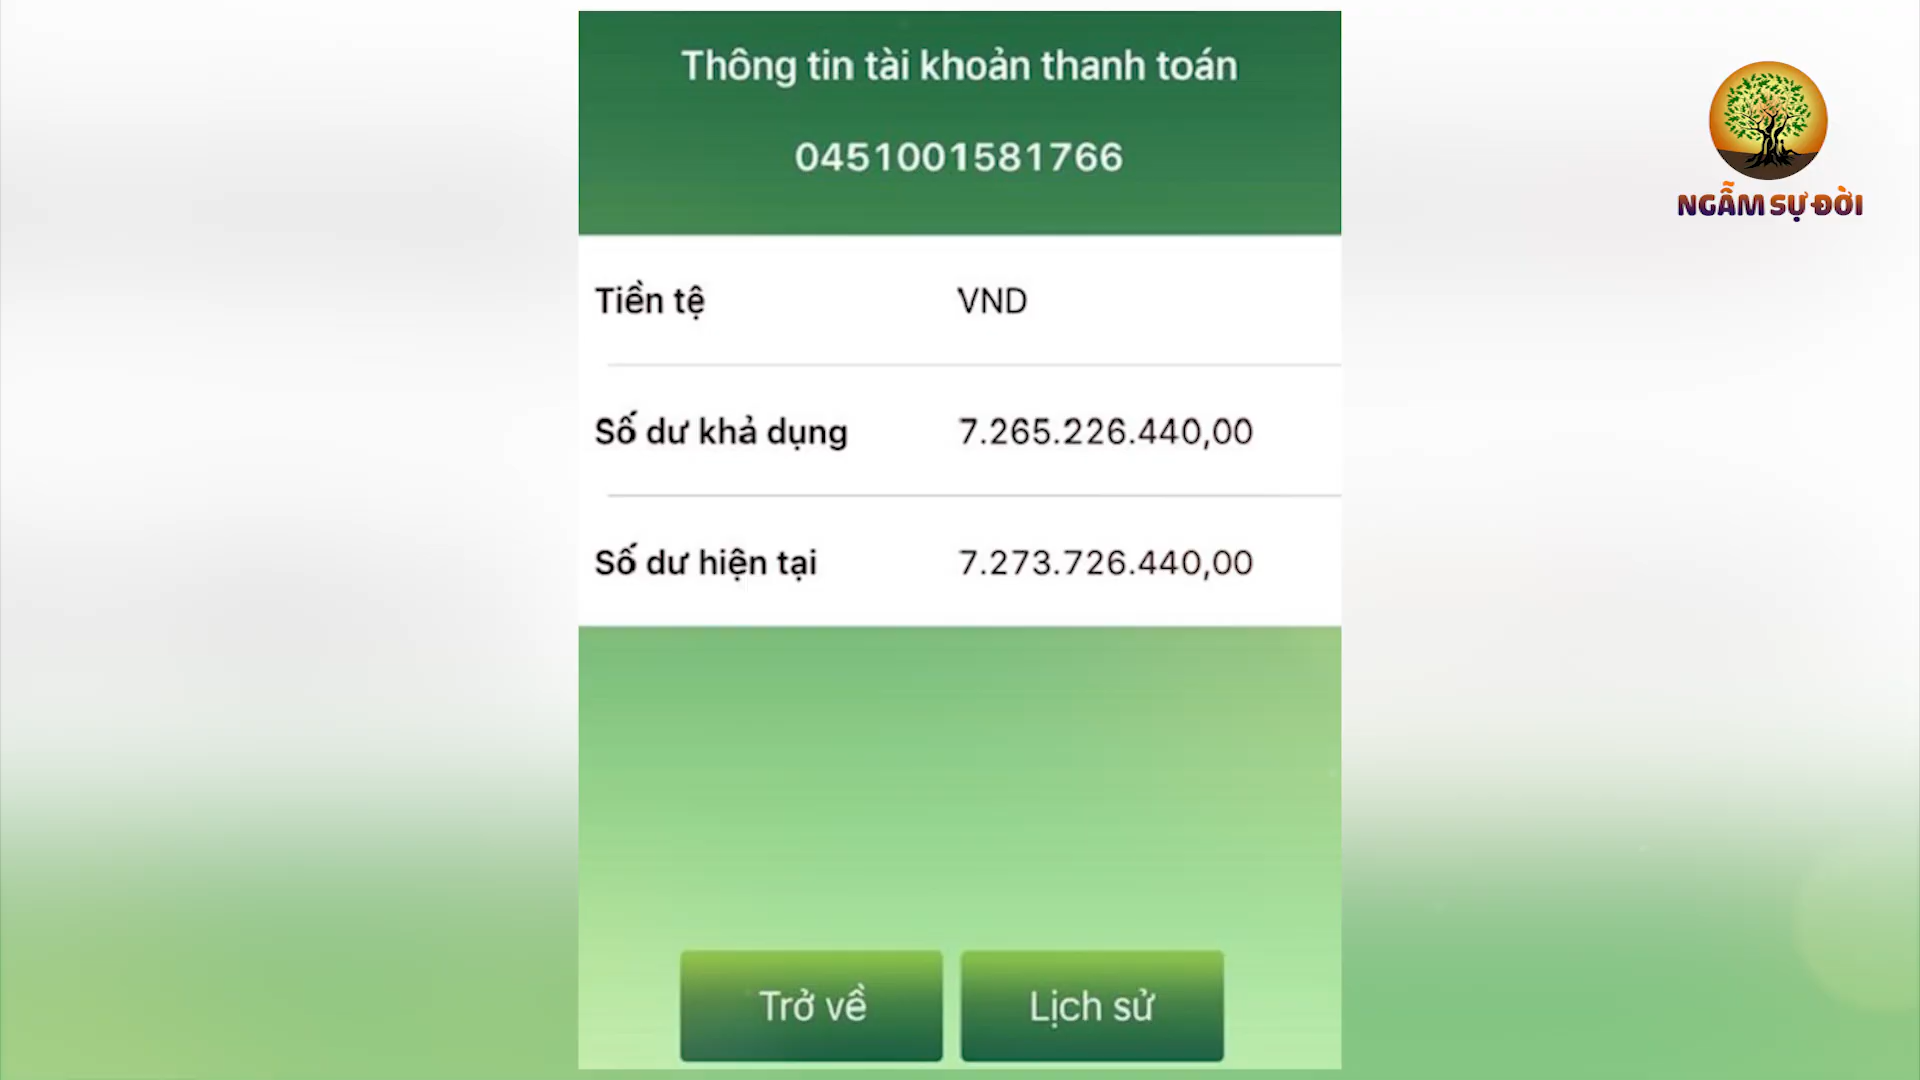 Thông tin tài khoản thanh toán
0451001581766
NGẪM SỰ ĐỜI
Tiền tệ VND
Số dư khả dụng 7.265.226.440,00
Số dư hiện tại 7.273.726.440,00
Trở về Lịch sử